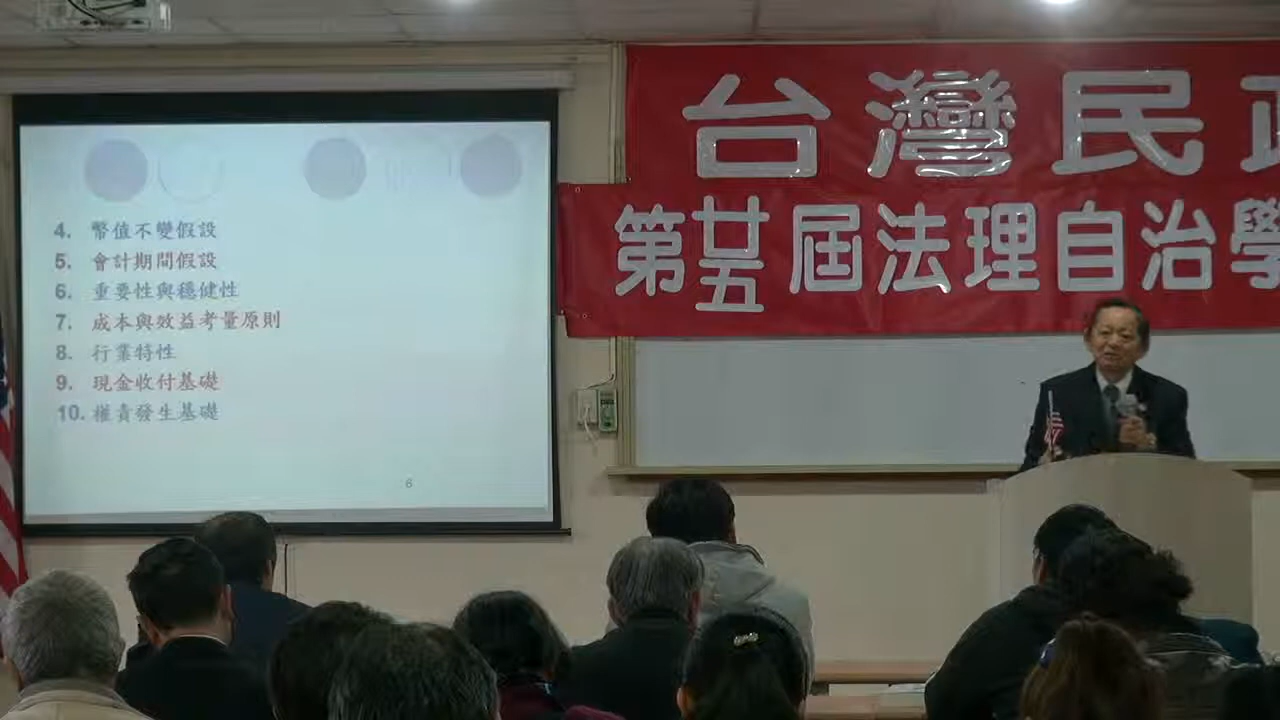 台灣民政
第廿五屆法理自治學
4. 幣值不變假設
5. 會計期間假設
6. 重要性與穩健性
7. 成本與效益考量原則
8. 行業特性
9. 現金收付基礎
10. 權責發生基礎
6